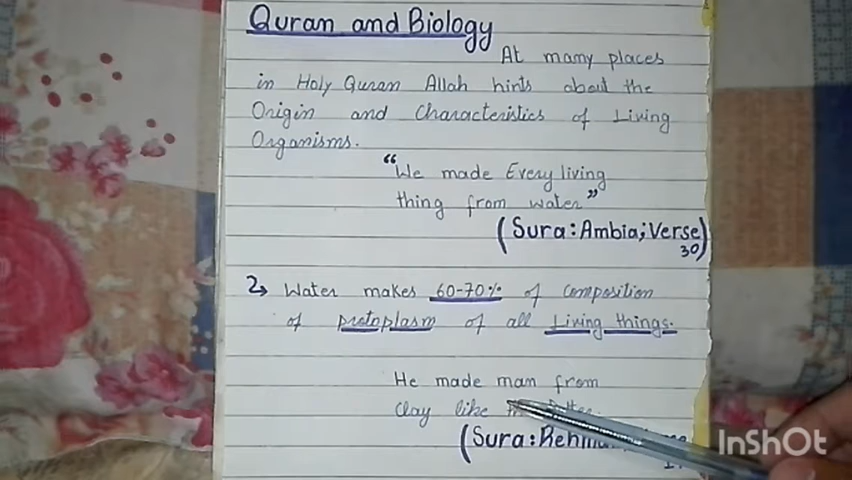 Quran and Biology
At many places
in Holy Quran Allah hints about the
Origin and Characteristics of Living
Organisms.
"We made Every living
thing from water"
(Sura: Ambia; Verse
30)
2→ Water makes 60-70% of composition
of protoplasm of all Living things.
He made man from
Clay like
(Sura:
InShOt